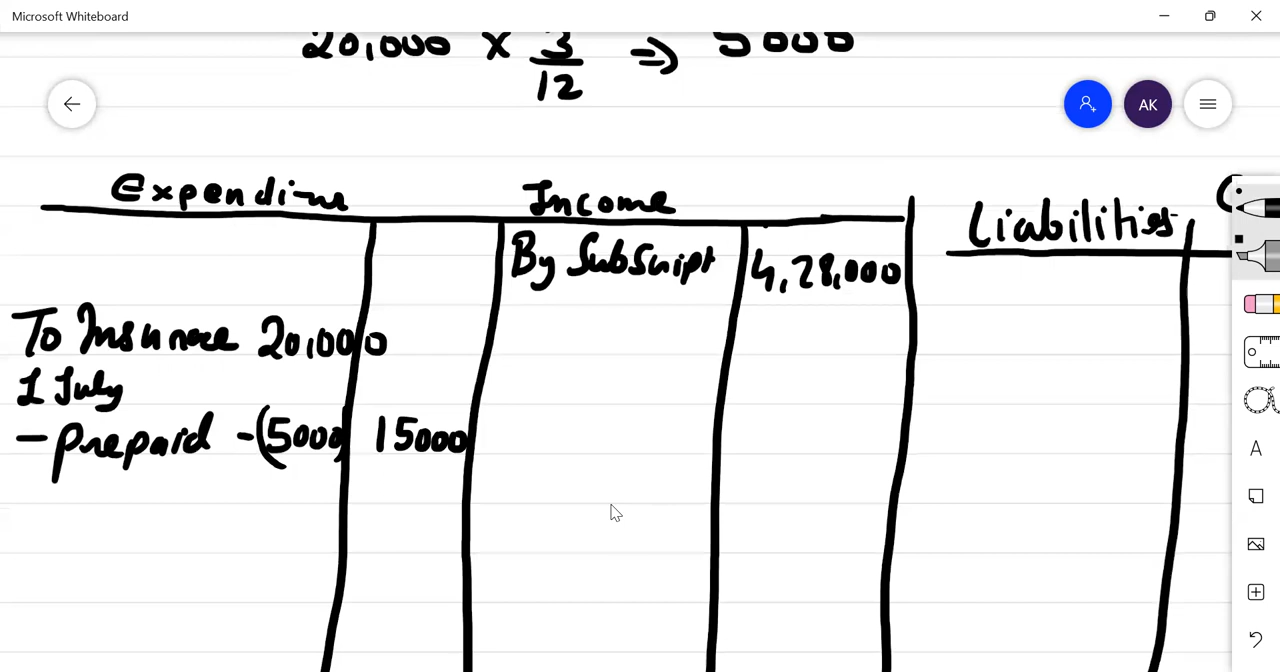 Microsoft Whiteboard
20,000 × 3/12 ⇒ 5000
AK
Expenditure Income
Liabilities
By Subscript 4,28,000
To Insurance 20,000
1 July
- prepaid -(5000) 15000
A